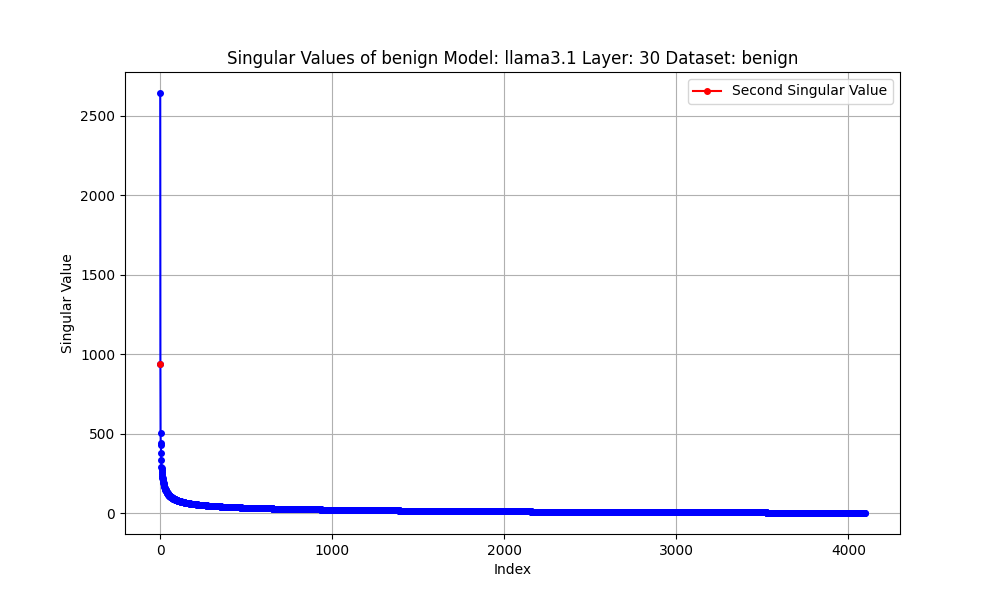 Singular Values of benign Model: llama3.1 Layer: 30 Dataset: benign
Second Singular Value
Singular Value
2500
2000
1500
1000
500
0
0 1000 2000 3000 4000
Index